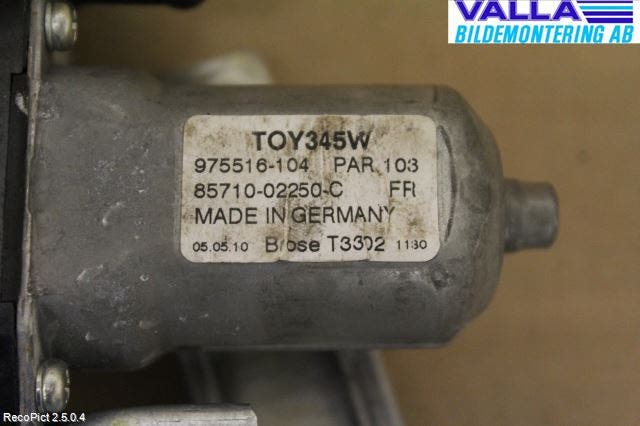 VALLA
BILDEMONTERING AB
TOY345W
975516-104 PAR.103
85710-02250-C FR
MADE IN GERMANY
05.05.10 Brose T3302 1130
RecoPict 2.5.0.4